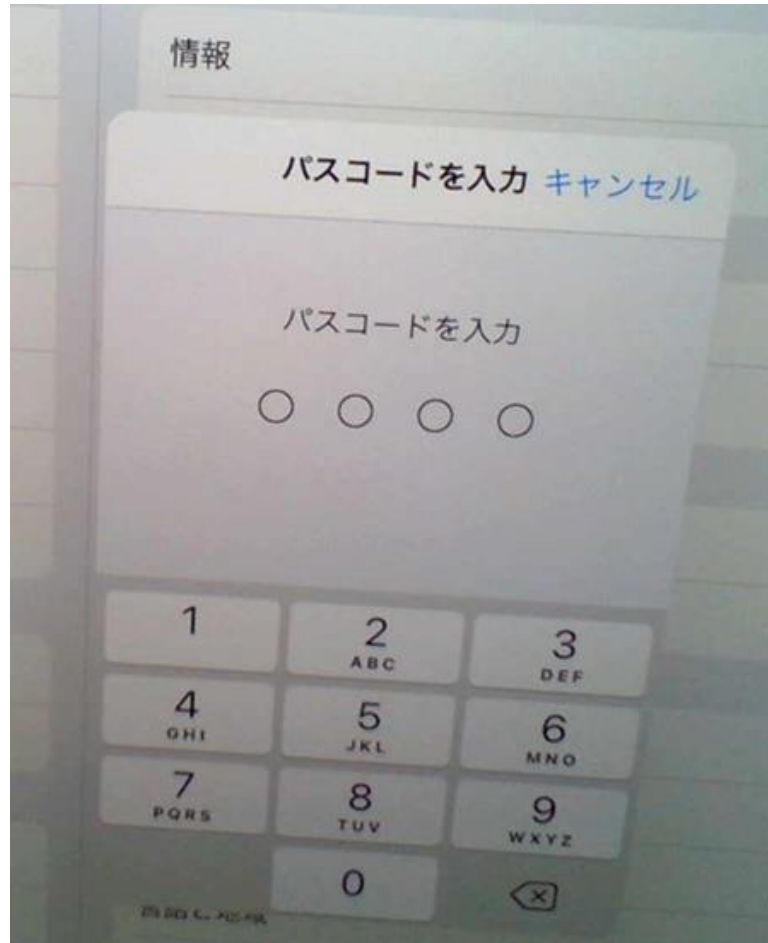 情報
パスコードを入力 キャンセル
パスコードを入力
1 2 3
ABC DEF
4 5 6
GHI JKL MNO
7 8 9
PQRS TUV WXYZ
0